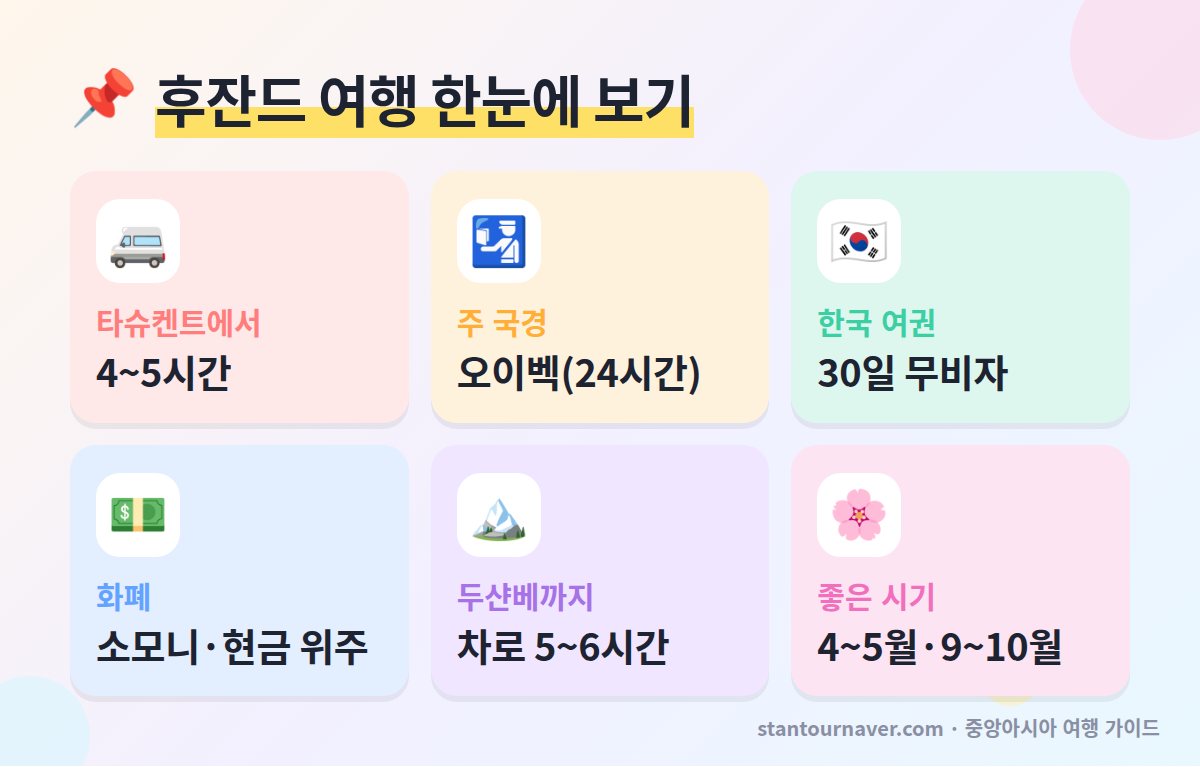 후잔드 여행 한눈에 보기
타슈켄트에서
4~5시간
주 국경
오이벡(24시간)
한국 여권
30일 무비자
화폐
소모니·현금 위주
두샨베까지
차로 5~6시간
좋은 시기
4~5월·9~10월
stantournaver.com · 중앙아시아 여행 가이드